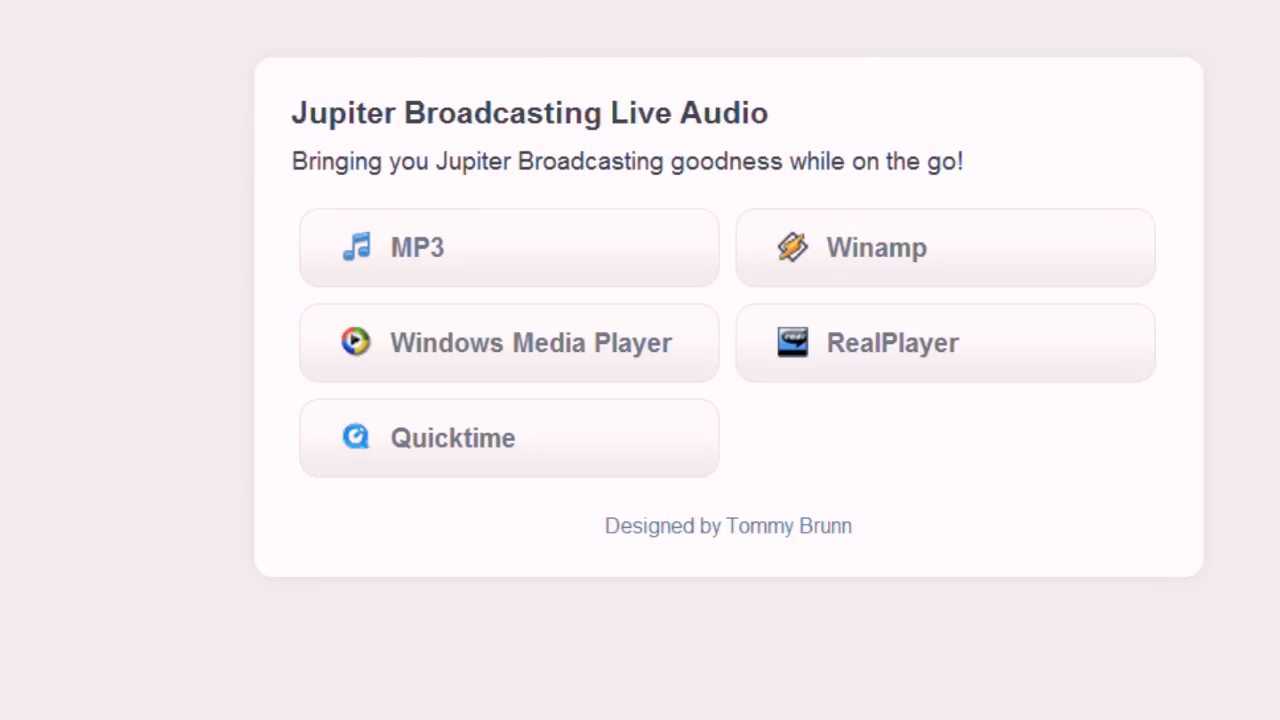 Jupiter Broadcasting Live Audio
Bringing you Jupiter Broadcasting goodness while on the go!
MP3
Winamp
Windows Media Player
RealPlayer
Quicktime
Designed by Tommy Brunn